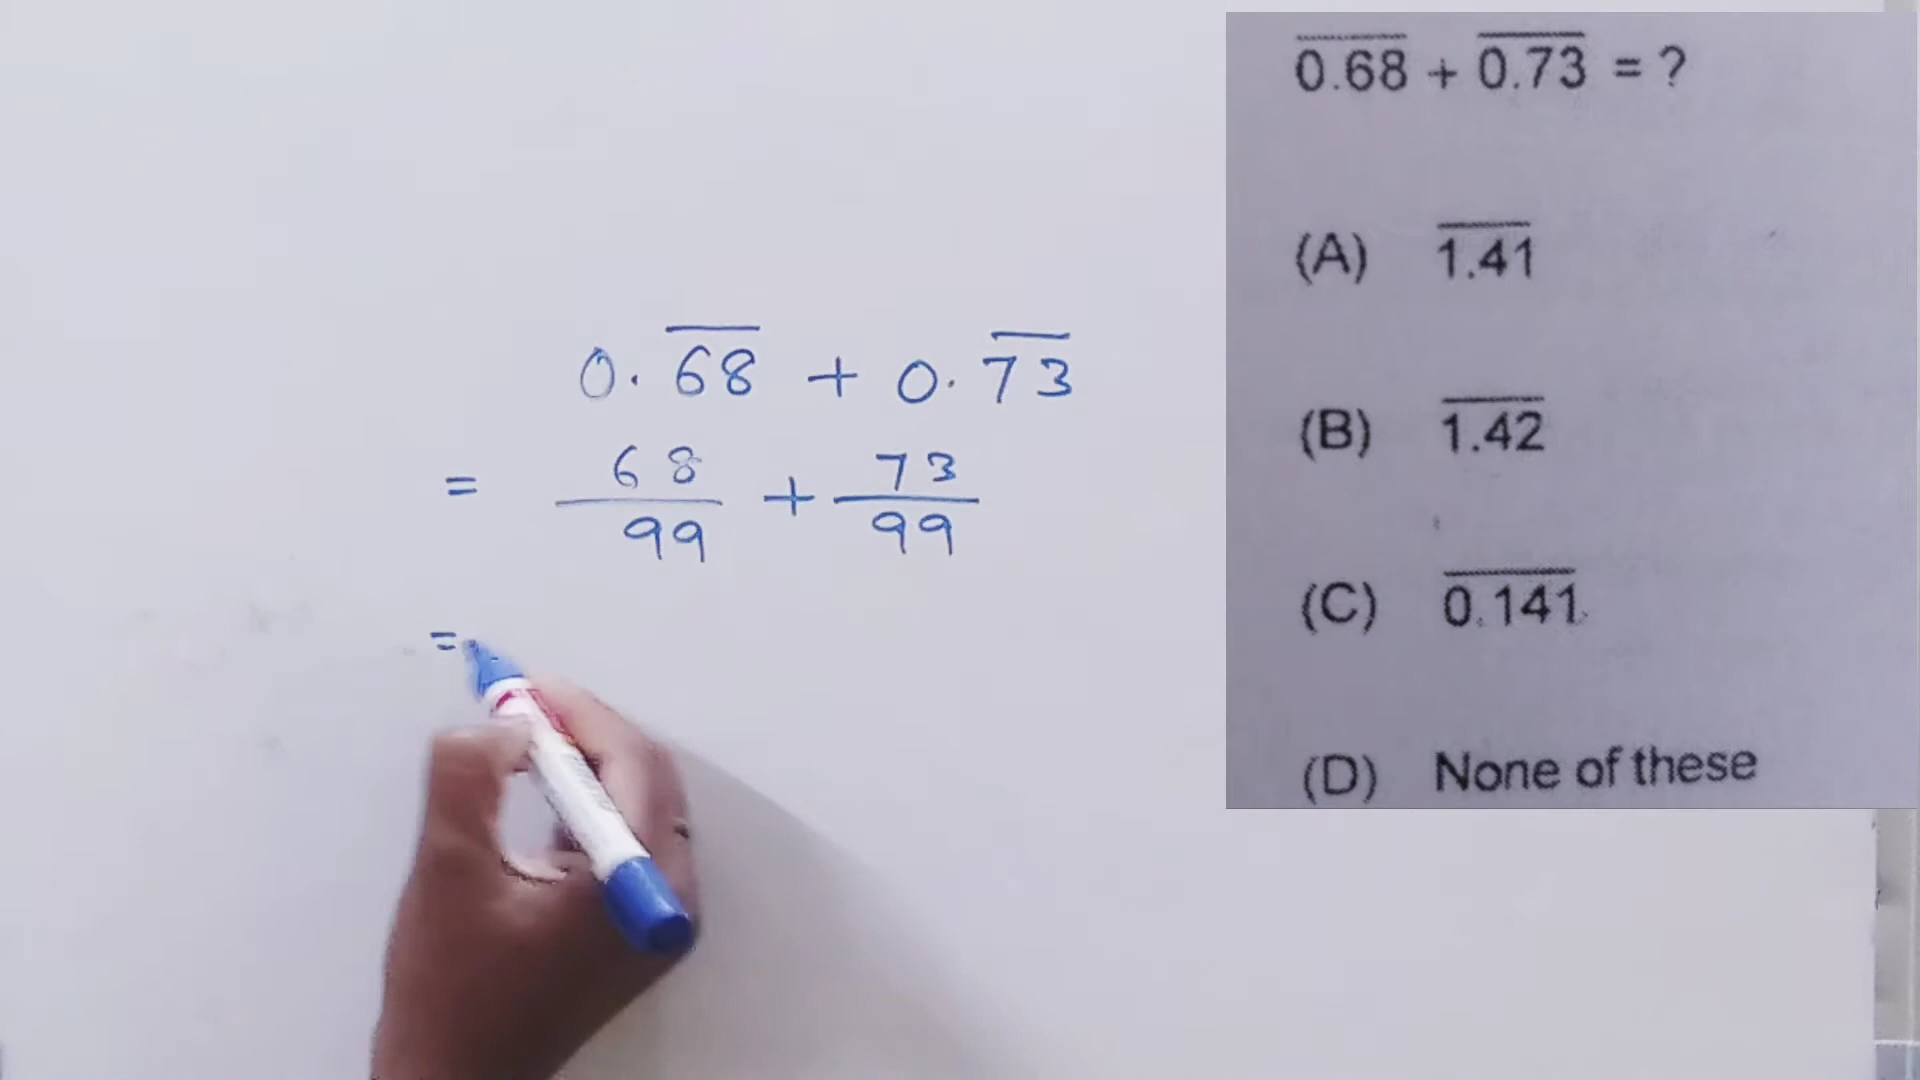 0.68 + 0.73 = ?
(A) 1.41
(B) 1.42
(C) 0.141
(D) None of these
0.68 + 0.73
= 68/99 + 73/99
=